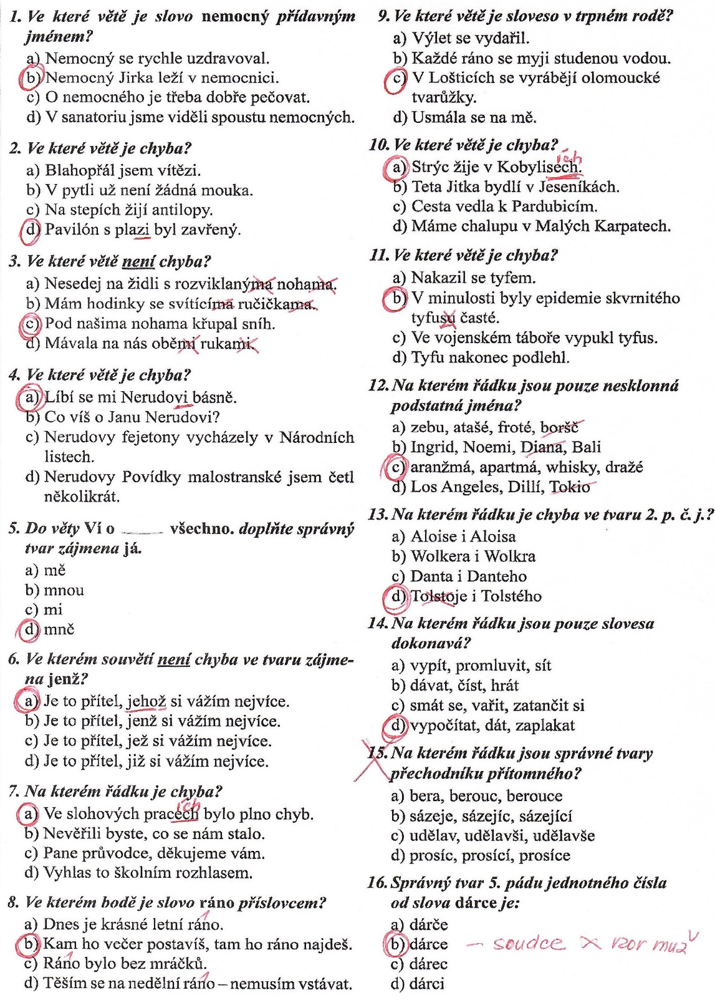 1. Ve které větě je slovo nemocný přídavným
jménem?
a) Nemocný se rychle uzdravoval.
b) Nemocný Jirka leží v nemocnici.
c) O nemocného je třeba dobře pečovat.
d) V sanatoriu jsme viděli spoustu nemocných.
2. Ve které větě je chyba?
a) Blahopřál jsem vítězi.
b) V pytli už není žádná mouka.
c) Na stepích žijí antilopy.
d) Pavilón s plazi byl zavřený.
3. Ve které větě není chyba?
a) Nesedej na židli s rozviklanýma nohama.
b) Mám hodinky se svítícíma ručičkama.
c) Pod našima nohama křupal sníh.
d) Mávala na nás oběmi rukami.
4. Ve které větě je chyba?
a) Líbí se mi Nerudovi básně.
b) Co víš o Janu Nerudovi?
c) Nerudovy fejetony vycházely v Národních
listech.
d) Nerudovy Povídky malostranské jsem četl
několikrát.
5. Do věty Ví o ____ všechno. doplňte správný
tvar zájmena já.
a) mě
b) mnou
c) mi
d) mně
6. Ve kterém souvětí není chyba ve tvaru zájme-
na jenž?
a) Je to přítel, jehož si vážím nejvíce.
b) Je to přítel, jenž si vážím nejvíce.
c) Je to přítel, jež si vážím nejvíce.
d) Je to přítel, již si vážím nejvíce.
7. Na kterém řádku je chyba?
ích
a) Ve slohových pracech bylo plno chyb.
b) Nevěřili byste, co se nám stalo.
c) Pane průvodce, děkujeme vám.
d) Vyhlas to školním rozhlasem.
8. Ve kterém bodě je slovo ráno příslovcem?
1
a) Dnes je krásné letní ráno.
b) Kam ho večer postavíš, tam ho ráno najdeš.
1
c) Ráno bylo bez mráčků.
1
d) Těším se na nedělní ráno – nemusím vstávat.
9. Ve které větě je sloveso v trpném rodě?
a) Výlet se vydařil.
b) Každé ráno se myji studenou vodou.
c) V Lošticích se vyrábějí olomoucké
tvarůžky.
d) Usmála se na mě.
10. Ve které větě je chyba?
ích
a) Strýc žije v Kobylisech.
b) Teta Jitka bydlí v Jeseníkách.
c) Cesta vedla k Pardubicím.
d) Máme chalupu v Malých Karpatech.
11. Ve které větě je chyba?
a) Nakazil se tyfem.
b) V minulosti byly epidemie skvrnitého
tyfusu časté.
c) Ve vojenském táboře vypukl tyfus.
d) Tyfu nakonec podlehl.
12. Na kterém řádku jsou pouze nesklonná
podstatná jména?
a) zebu, atašé, froté, boršč
b) Ingrid, Noemi, Diana, Bali
c) aranžmá, apartmá, whisky, dražé
d) Los Angeles, Dillí, Tokio
13. Na kterém řádku je chyba ve tvaru 2. p. č. j.?
a) Aloise i Aloisa
b) Wolkera i Wolkra
c) Danta i Danteho
d) Tolstoje i Tolstého
14. Na kterém řádku jsou pouze slovesa
dokonavá?
a) vypít, promluvit, sít
b) dávat, číst, hrát
c) smát se, vařit, zatančit si
d) vypočítat, dát, zaplakat
15. Na kterém řádku jsou správné tvary
přechodníku přítomného?
a) bera, berouc, berouce
b) sázeje, sázejíc, sázející
c) udělav, udělavši, udělavše
d) prosíc, prosící, prosíce
16. Správný tvar 5. pádu jednotného čísla
od slova dárce je:
a) dárče
b) dárce – soudce × vzor muž
c) dárec
d) dárci